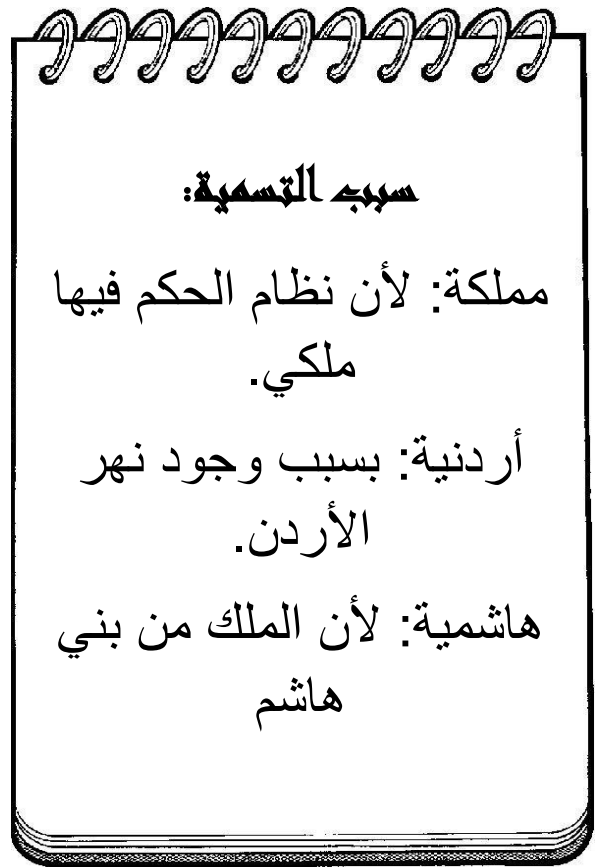 سبب التسمية:
مملكة: لأن نظام الحكم فيها
ملكي.
أردنية: بسبب وجود نهر
الأردن.
هاشمية: لأن الملك من بني
هاشم